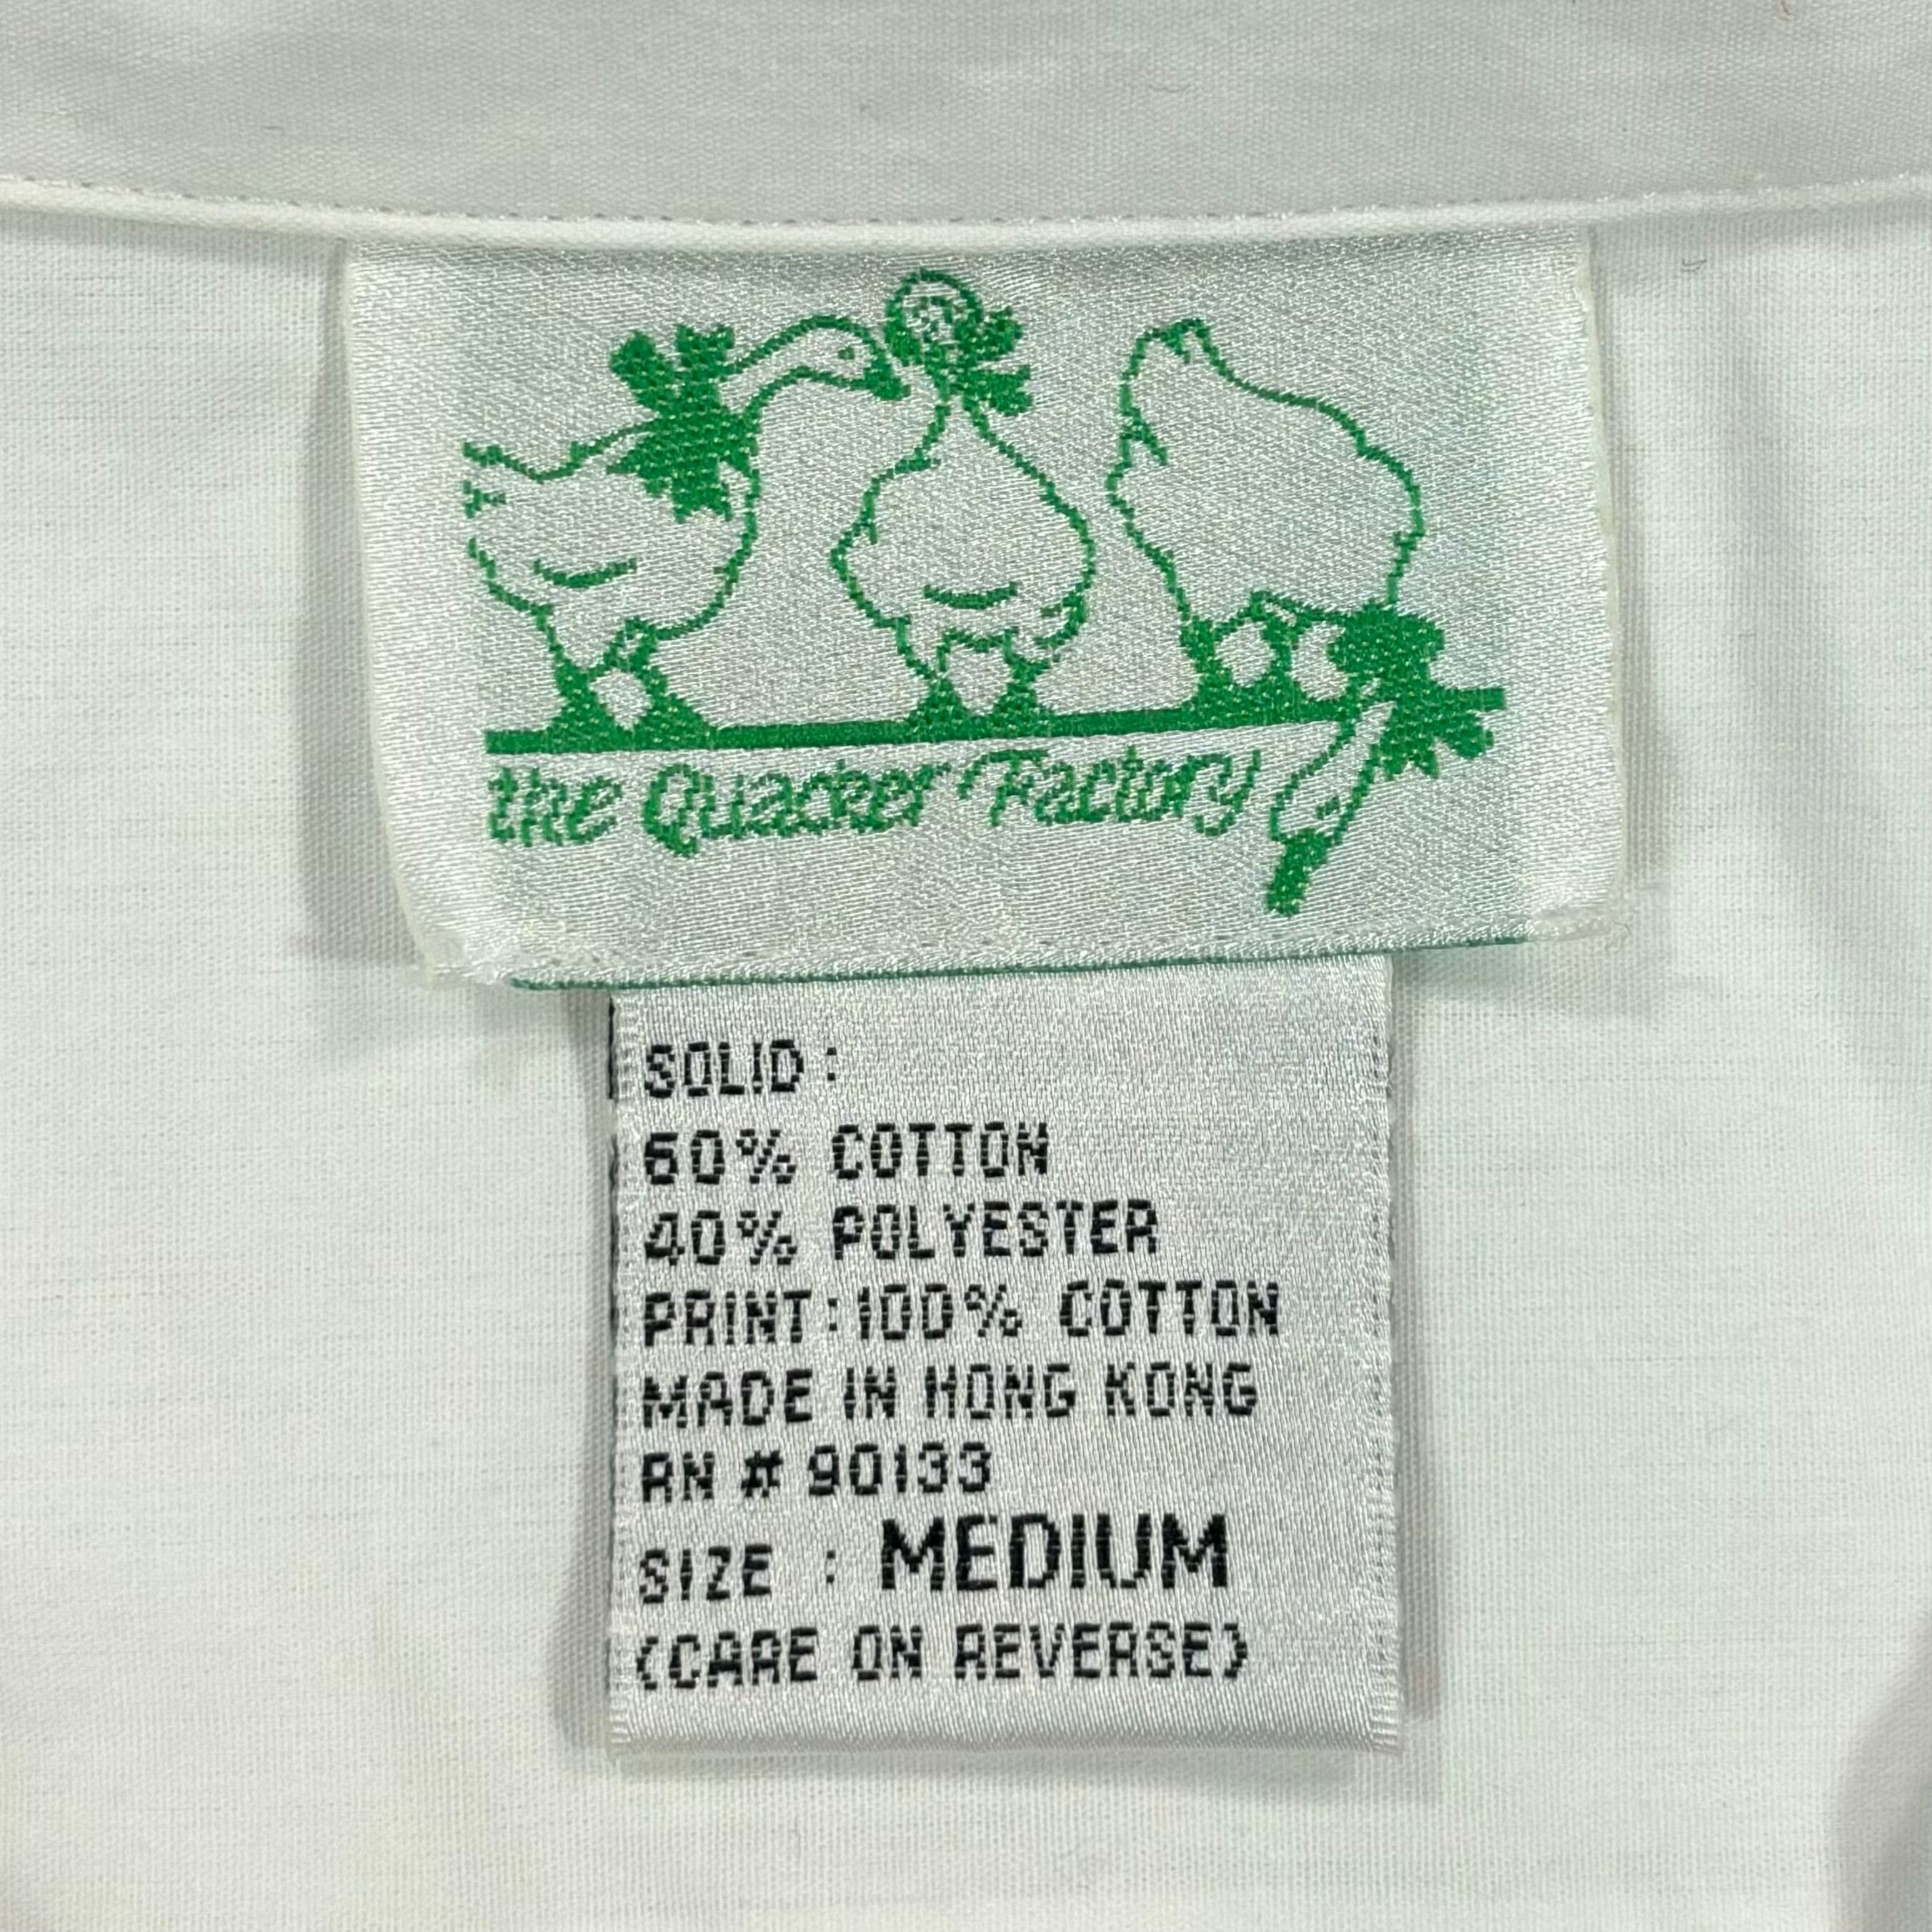 the Quacker Factory
SOLID:
60% COTTON
40% POLYESTER
PRINT:100% COTTON
MADE IN HONG KONG
RN # 90133
SIZE : MEDIUM
(CARE ON REVERSE)